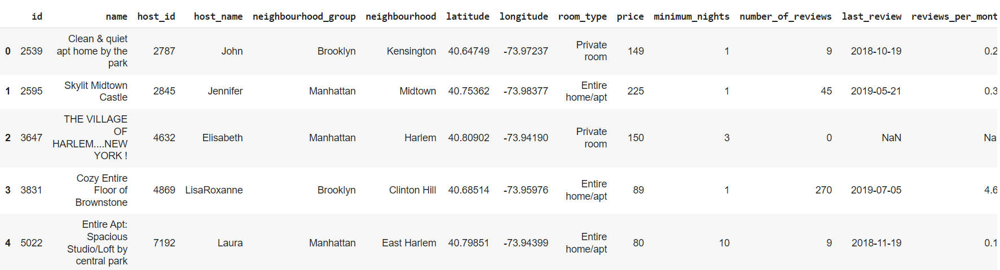 id name host_id host_name neighbourhood_group neighbourhood latitude longitude room_type price minimum_nights number_of_reviews last_review reviews_per_mont
Clean & quiet
apt home by the
park
0 2539 2787 John Brooklyn Kensington 40.64749 -73.97237 Private
room 149 1 9 2018-10-19 0.2
Skylit Midtown
Castle
1 2595 2845 Jennifer Manhattan Midtown 40.75362 -73.98377 Entire
home/apt 225 1 45 2019-05-21 0.3
THE VILLAGE
OF
HARLEM....NEW
YORK !
2 3647 4632 Elisabeth Manhattan Harlem 40.80902 -73.94190 Private
room 150 3 0 NaN Na
Cozy Entire
Floor of
Brownstone
3 3831 4869 LisaRoxanne Brooklyn Clinton Hill 40.68514 -73.95976 Entire
home/apt 89 1 270 2019-07-05 4.6
Entire Apt:
Spacious
Studio/Loft by
central park
4 5022 7192 Laura Manhattan East Harlem 40.79851 -73.94399 Entire
home/apt 80 10 9 2018-11-19 0.1